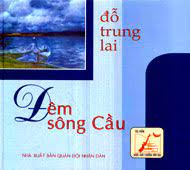 đỗ
trung
lai
Đêm
sông Cầu
NHÀ XUẤT BẢN QUÂN ĐỘI NHÂN DÂN